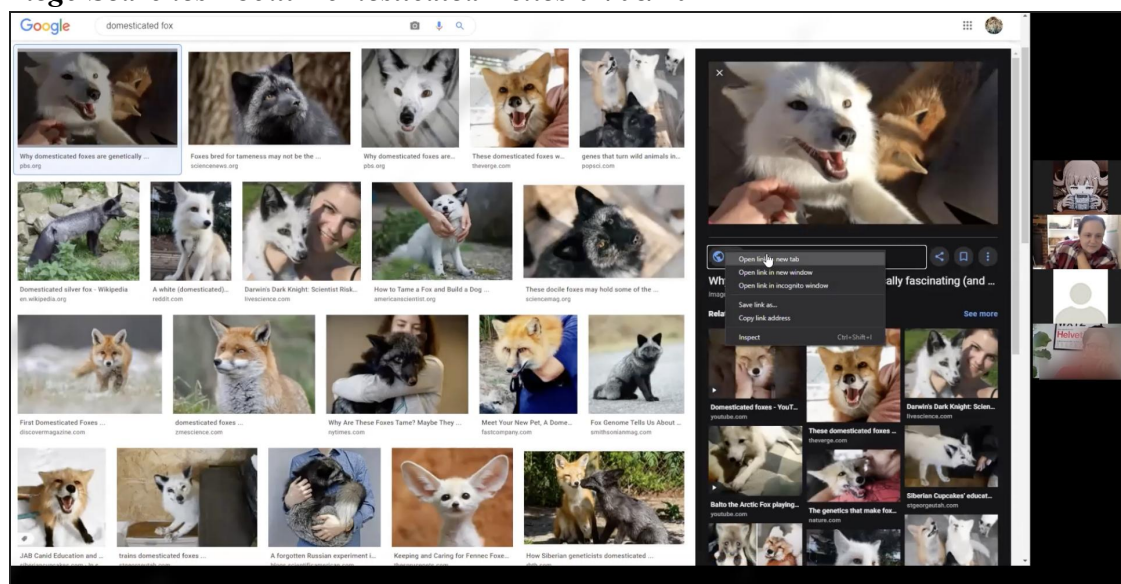 Google
domesticated fox
Why domesticated foxes are genetically ...
pbs.org
Foxes bred for tameness may not be the ...
sciencenews.org
Why domesticated foxes are...
pbs.org
These domesticated foxes w...
theverge.com
genes that turn wild animals in...
popsci.com
Domesticated silver fox - Wikipedia
en.wikipedia.org
A white (domesticated)...
reddit.com
Darwin's Dark Knight: Scientist Risk...
livescience.com
How to Tame a Fox and Build a Dog ...
americanscientist.org
These docile foxes may hold some of the ...
sciencemag.org
First Domesticated Foxes ...
discovermagazine.com
domesticated foxes ...
zmescience.com
Why Are These Foxes Tame? Maybe They ...
nytimes.com
Meet Your New Pet, A Dome...
fastcompany.com
Fox Genome Tells Us About ...
smithsonianmag.com
JAB Canid Education and ...
trains domesticated foxes ...
A forgotten Russian experiment i...
Keeping and Caring for Fennec Foxe...
How Siberian geneticists domesticated ...
Open link in new tab
Open link in new window
Open link in incognito window
Save link as...
Copy link address
Inspect Ctrl+Shift+I
Wh ally fascinating (and ...
Rela See more
Domesticated foxes - YouT...
youtube.com
These domesticated foxes ...
theverge.com
Darwin's Dark Knight: Scien...
livescience.com
Balto the Arctic Fox playing...
youtube.com
The genetics that make fox...
nature.com
Siberian Cupcakes' educat...
stgeorgeutah.com
Helvet